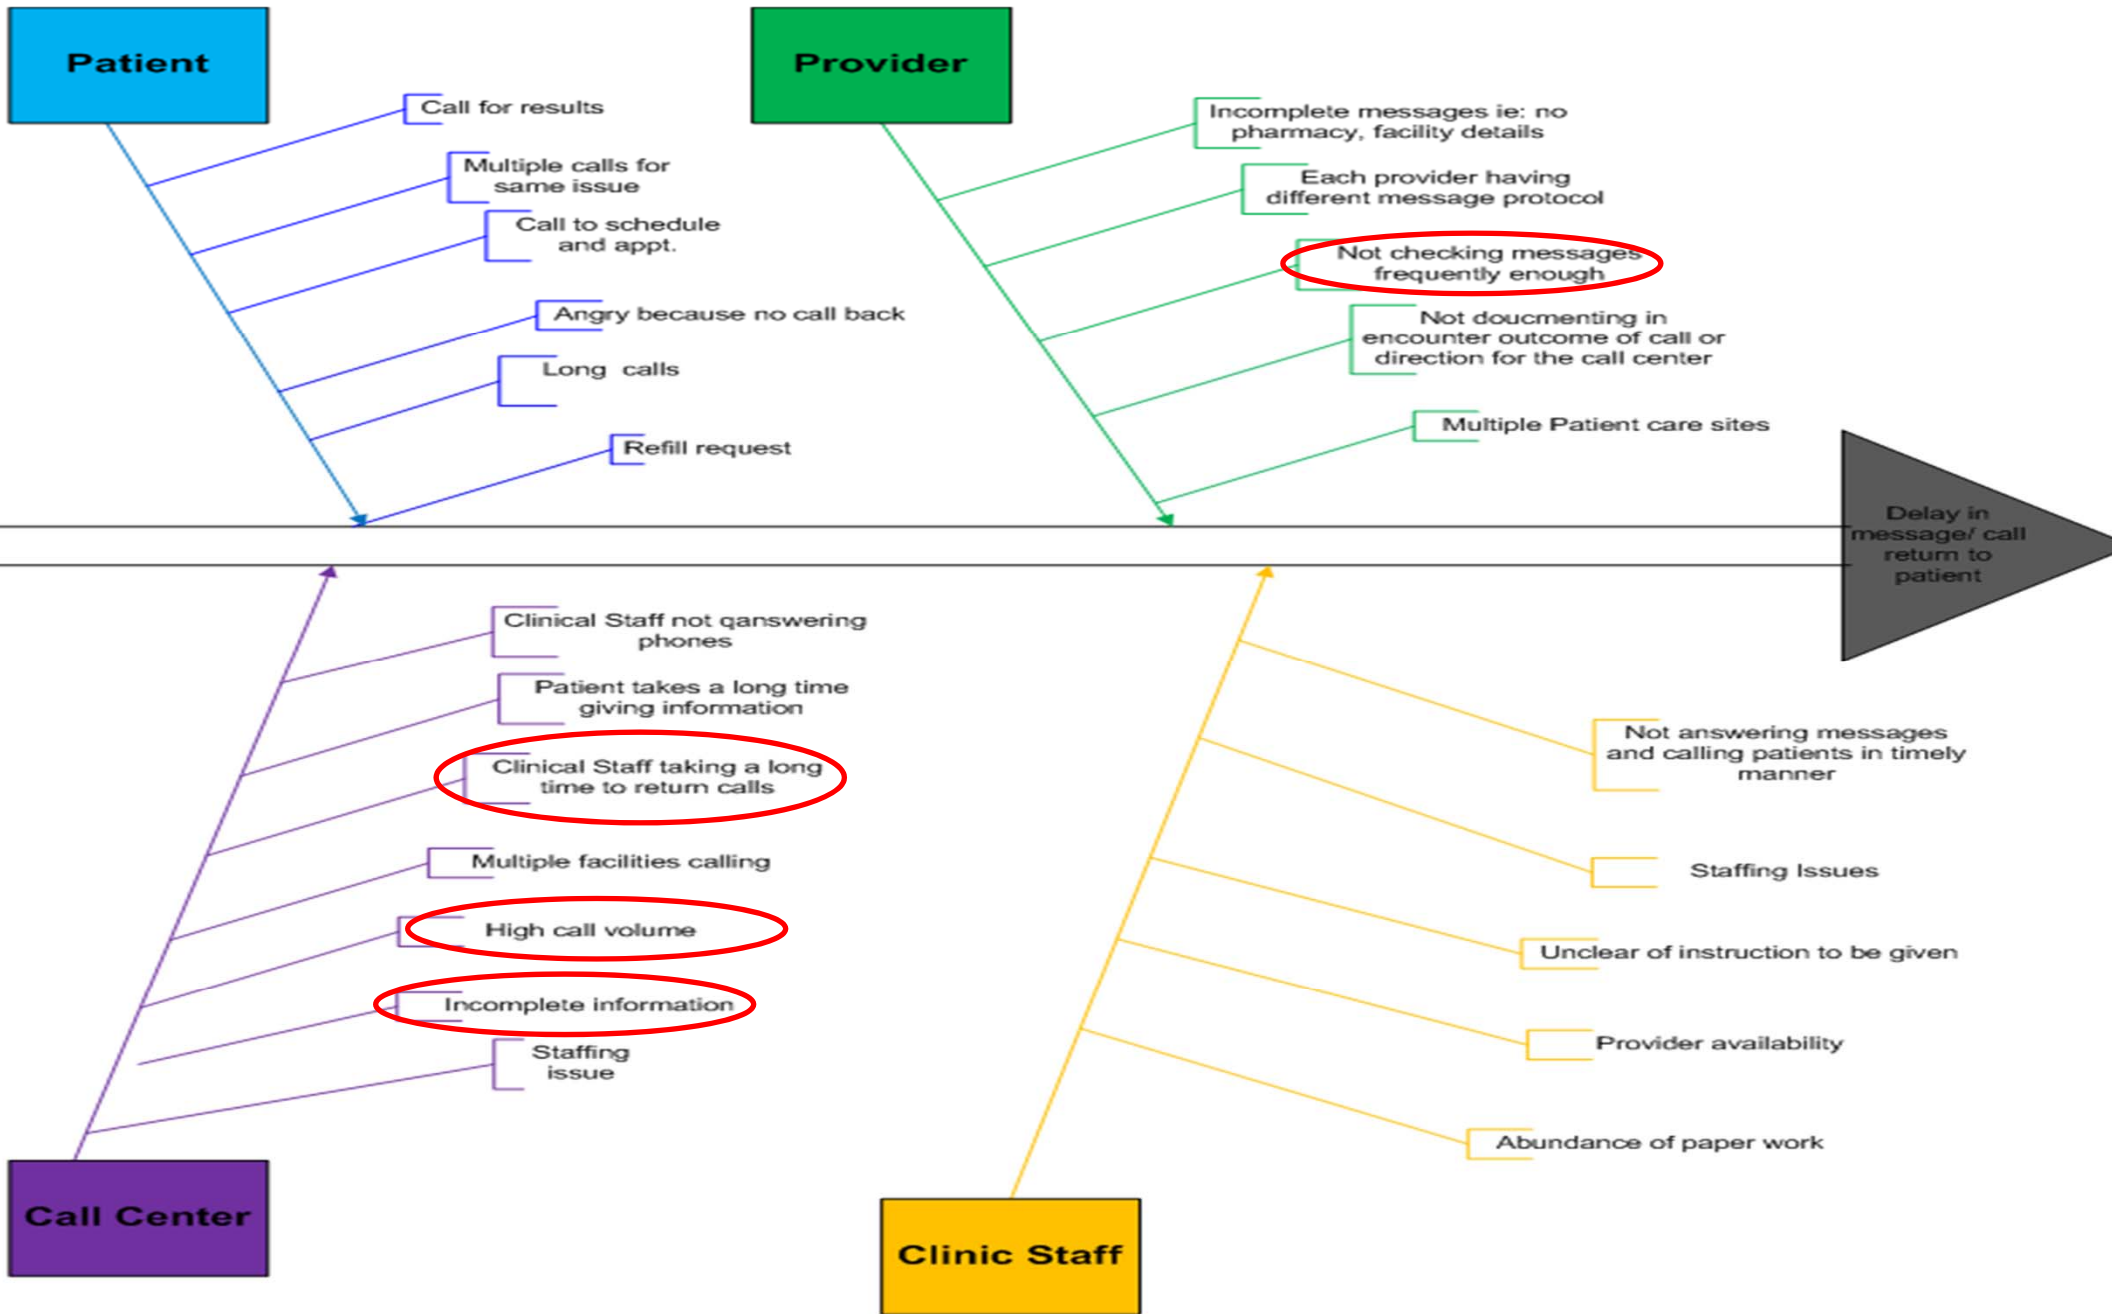 Patient
Call for results
Multiple calls for
same issue
Call to schedule
and appt.
Angry because no call back
Long calls
Refill request
Provider
Incomplete messages ie: no
pharmacy, facility details
Each provider having
different message protocol
Not checking messages
frequently enough
Not doucmenting in
encounter outcome of call or
direction for the call center
Multiple Patient care sites
Delay in
message/ call
return to
patient
Clinical Staff not qanswering
phones
Patient takes a long time
giving information
Clinical Staff taking a long
time to return calls
Multiple facilities calling
High call volume
Incomplete information
Staffing
issue
Call Center
Not answering messages
and calling patients in timely
manner
Staffing Issues
Unclear of instruction to be given
Provider availability
Abundance of paper work
Clinic Staff